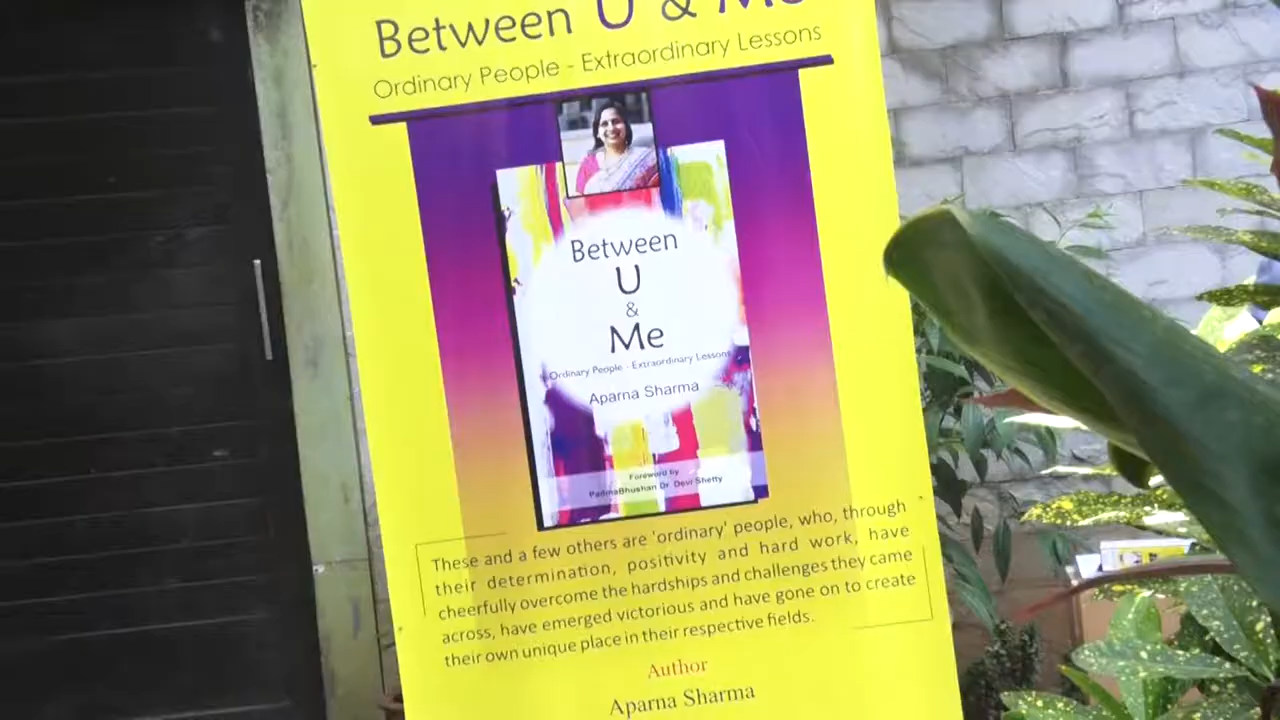 Between U & Me
Ordinary People - Extraordinary Lessons
Between
U
&
Me
Ordinary People - Extraordinary Lessons
Aparna Sharma
Foreword by
PadmaBhushan Dr Devi Shetty
These and a few others are 'ordinary' people, who, through
their determination, positivity and hard work, have
cheerfully overcome the hardships and challenges they came
across, have emerged victorious and have gone on to create
their own unique place in their respective fields.
Author
Aparna Sharma